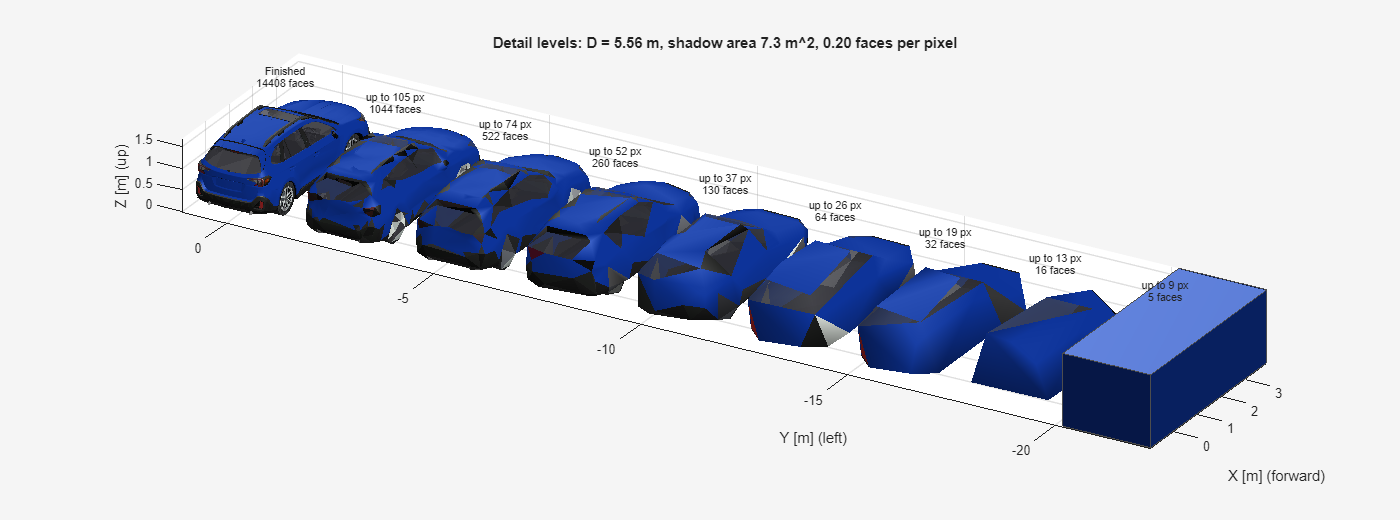 Detail levels: D = 5.56 m, shadow area 7.3 m^2, 0.20 faces per pixel
Finished
14408 faces
up to 105 px
1044 faces
up to 74 px
522 faces
up to 52 px
260 faces
up to 37 px
130 faces
up to 26 px
64 faces
up to 19 px
32 faces
up to 13 px
16 faces
up to 9 px
5 faces
Z [m] (up)
1.5
1
0.5
0
0
-5
-10
-15
-20
Y [m] (left)
0
1
2
3
X [m] (forward)